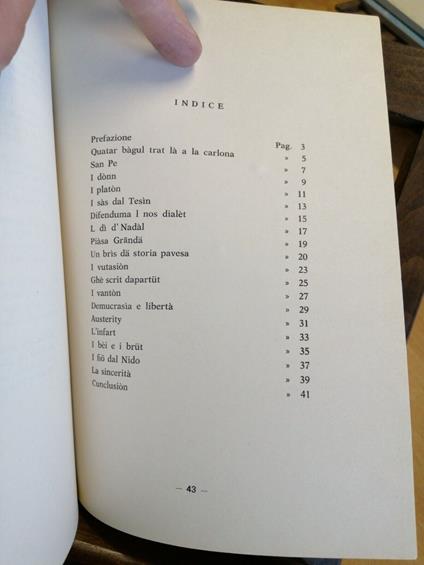 INDICE
Prefazione Pag. 3
Quatar bàgul trat là a la carlona » 5
San Pe » 7
I dònn » 9
I platòn » 11
I sàs dal Tesìn » 13
Difenduma I nos dialèt » 15
L dì d'Nadàl » 17
Piàsa Grãndä » 19
Un brìs dä storia pavesa » 20
I vutasiòn » 23
Ghè scrit dapartüt » 25
I vantòn » 27
Demucrasia e libertà » 29
Austerity » 31
L'infart » 33
I bèi e i brüt » 35
I fiö dal Nido » 37
La sincerità » 39
Cunclusiòn » 41
— 43 —